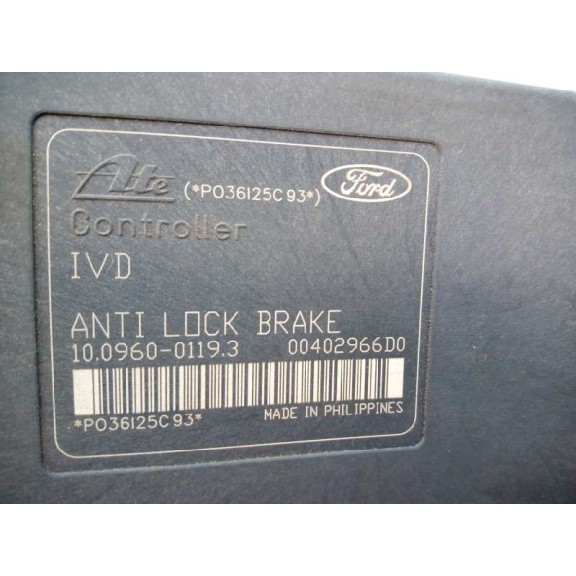 Ate (*P036125C93*) Ford
Controller
IVD
ANTI LOCK BRAKE
10.0960-0119.3 00402966D0
*P036125C93* MADE IN PHILIPPINES